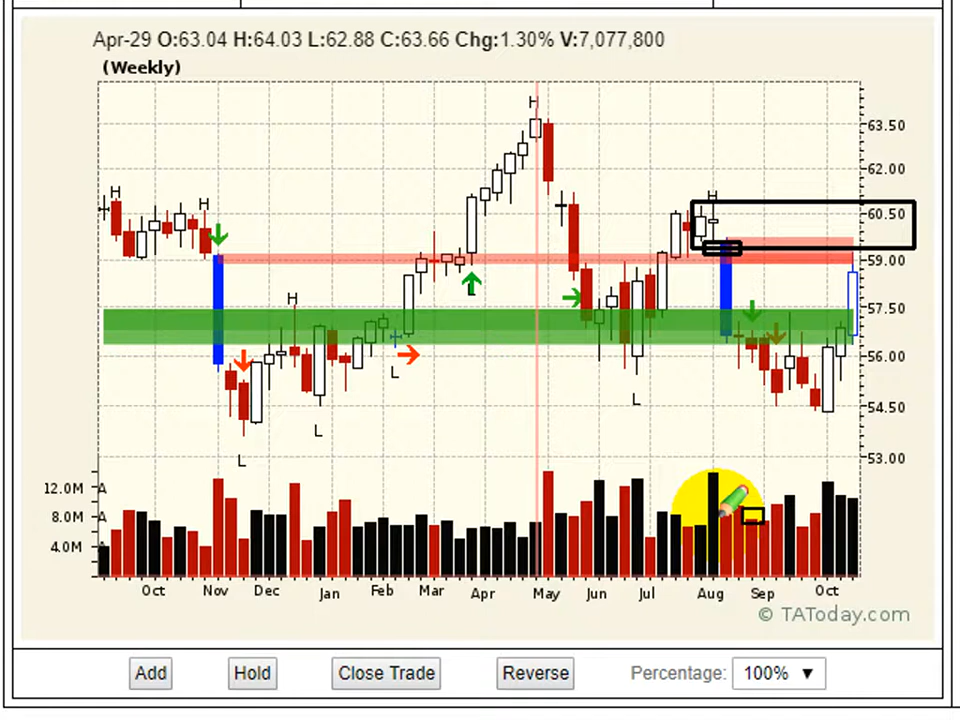 Apr-29 O:63.04 H:64.03 L:62.88 C:63.66 Chg:1.30% V:7,077,800
(Weekly)
H
63.50
62.00
H
H
H
60.50
59.00
L
H
57.50
56.00
L
L
54.50
L
L
53.00
12.0M A
8.0M A
4.0M A
Oct Nov Dec Jan Feb Mar Apr May Jun Jul Aug Sep Oct
© TAToday.com
Add Hold Close Trade Reverse Percentage: 100% ▼